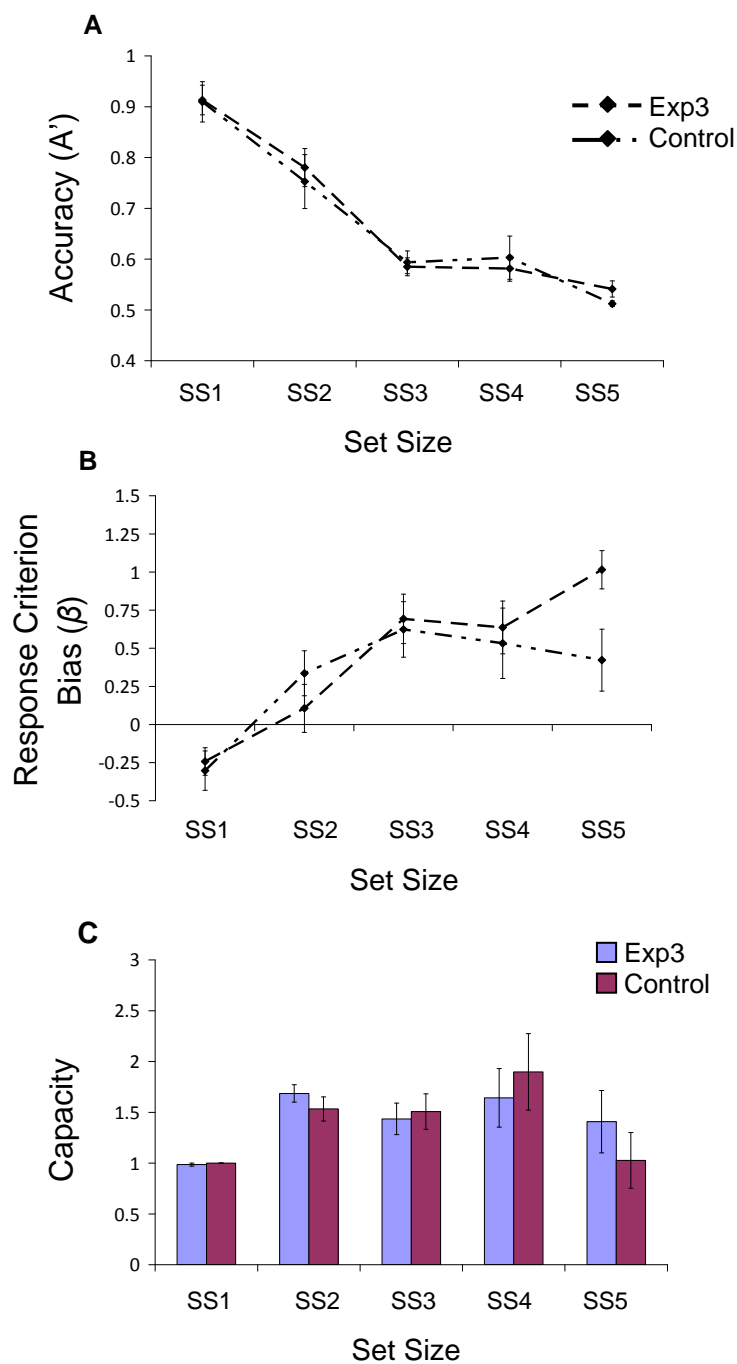 A
1
0.9
0.8
0.7
0.6
0.5
0.4
Accuracy (A’)
Exp3
Control
SS1 SS2 SS3 SS4 SS5
Set Size
B
1.5
1.25
1
0.75
0.5
0.25
0
-0.25
-0.5
Response Criterion
Bias (β)
SS1 SS2 SS3 SS4 SS5
Set Size
C
3
2.5
2
1.5
1
0.5
0
Capacity
Exp3
Control
SS1 SS2 SS3 SS4 SS5
Set Size